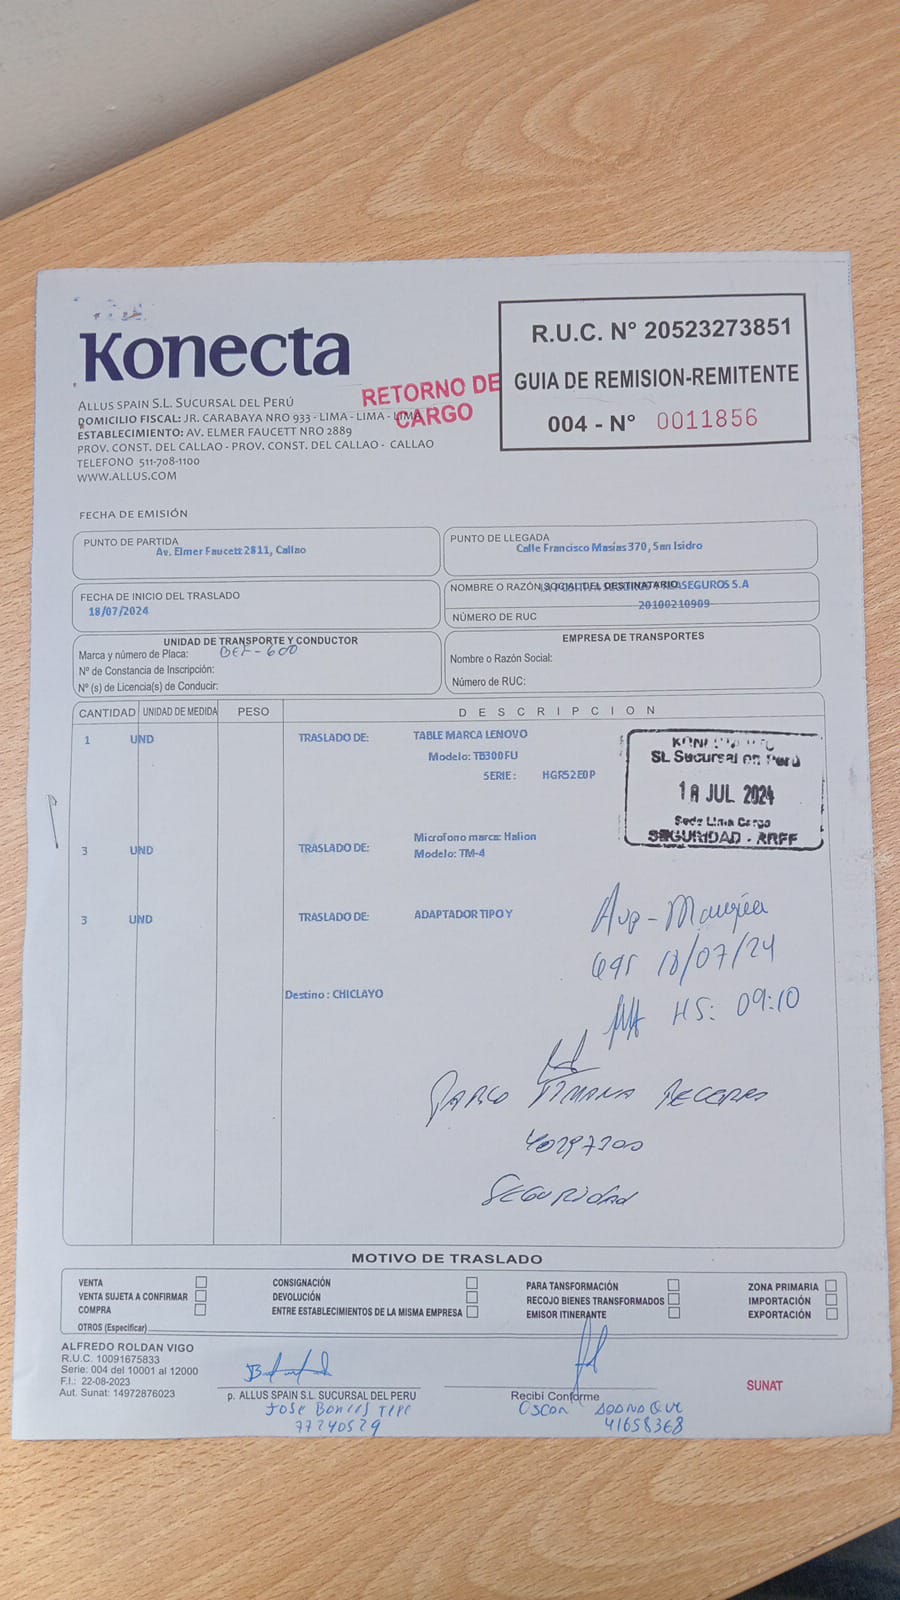 Konecta
ALLUS SPAIN S.L. SUCURSAL DEL PERÚ
DOMICILIO FISCAL: JR. CARABAYA NRO 933 - LIMA - LIMA - LIMA
ESTABLECIMIENTO: AV. ELMER FAUCETT NRO 2889
PROV. CONST. DEL CALLAO - PROV. CONST. DEL CALLAO - CALLAO
TELEFONO 511-708-1100
WWW.ALLUS.COM
RETORNO DE
CARGO
R.U.C. N° 20523273851
GUIA DE REMISION-REMITENTE
004 - N° 0011856
FECHA DE EMISIÓN
PUNTO DE PARTIDA
Av. Elmer Faucett 2811, Callao
PUNTO DE LLEGADA
Calle Francisco Masias 370, San Isidro
FECHA DE INICIO DEL TRASLADO
18/07/2024
NOMBRE O RAZÓN SOCIAL DEL DESTINATARIO
SEGUROS S.A
20100210909
NÚMERO DE RUC
UNIDAD DE TRANSPORTE Y CONDUCTOR
Marca y número de Placa: BEF-600
N° de Constancia de Inscripción:
N° (s) de Licencia(s) de Conducir:
EMPRESA DE TRANSPORTES
Nombre o Razón Social:
Número de RUC:
CANTIDAD UNIDAD DE MEDIDA PESO DESCRIPCION
1 UND TRASLADO DE: TABLE MARCA LENOVO
Modelo: TB300FU
SERIE: HGR52E0P
SL Sucursal en Perú
18 JUL 2024
Sede Lima Cargo
SEGURIDAD - RRFF
3 UND TRASLADO DE: Microfono marca: Halion
Modelo: TM-4
3 UND TRASLADO DE: ADAPTADOR TIPO Y
18/07/24
Destino : CHICLAYO
HS: 09:10
40297200
SEGURIDAD
MOTIVO DE TRASLADO
VENTA
VENTA SUJETA A CONFIRMAR
COMPRA
OTROS (Especificar)
CONSIGNACIÓN
DEVOLUCIÓN
ENTRE ESTABLECIMIENTOS DE LA MISMA EMPRESA
PARA TANSFORMACIÓN
RECOJO BIENES TRANSFORMADOS
EMISOR ITINERANTE
ZONA PRIMARIA
IMPORTACIÓN
EXPORTACIÓN
ALFREDO ROLDAN VIGO
R.U.C. 10091675833
Serie: 004 del 10001 al 12000
F.I.: 22-08-2023
Aut. Sunat: 14972876023
p. ALLUS SPAIN S.L. SUCURSAL DEL PERU
JOSE
77240529
Recibí Conforme
OSCAR
41658368
SUNAT